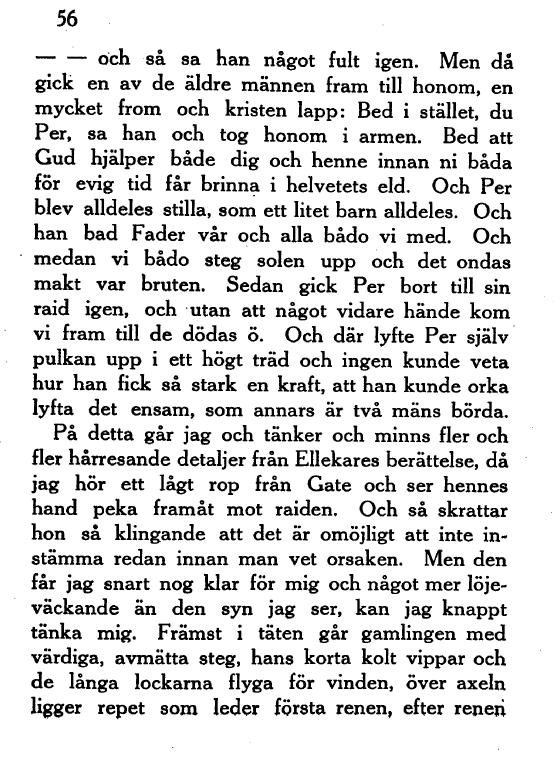 56
— — och så sa han något fult igen. Men då
gick en av de äldre männen fram till honom, en
mycket from och kristen lapp: Bed i stället, du
Per, sa han och tog honom i armen. Bed att
Gud hjälper både dig och henne innan ni båda
för evig tid får brinna i helvetets eld. Och Per
blev alldeles stilla, som ett litet barn alldeles. Och
han bad Fader vår och alla bådo vi med. Och
medan vi bådo steg solen upp och det ondas
makt var bruten. Sedan gick Per bort till sin
raid igen, och utan att något vidare hände kom
vi fram till de dödas ö. Och där lyfte Per själv
pulkan upp i ett högt träd och ingen kunde veta
hur han fick så stark en kraft, att han kunde orka
lyfta det ensam, som annars är två mäns börda.
På detta går jag och tänker och minns fler och
fler hårresande detaljer från Ellekares berättelse, då
jag hör ett lågt rop från Gate och ser hennes
hand peka framåt mot raiden. Och så skrattar
hon så klingande att det är omöjligt att inte in-
stämma redan innan man vet orsaken. Men den
får jag snart nog klar för mig och något mer löje-
väckande än den syn jag ser, kan jag knappt
tänka mig. Främst i täten går gamlingen med
värdiga, avmätta steg, hans korta kolt vippar och
de långa lockarna flyga för vinden, över axeln
ligger repet som leder första renen, efter renen